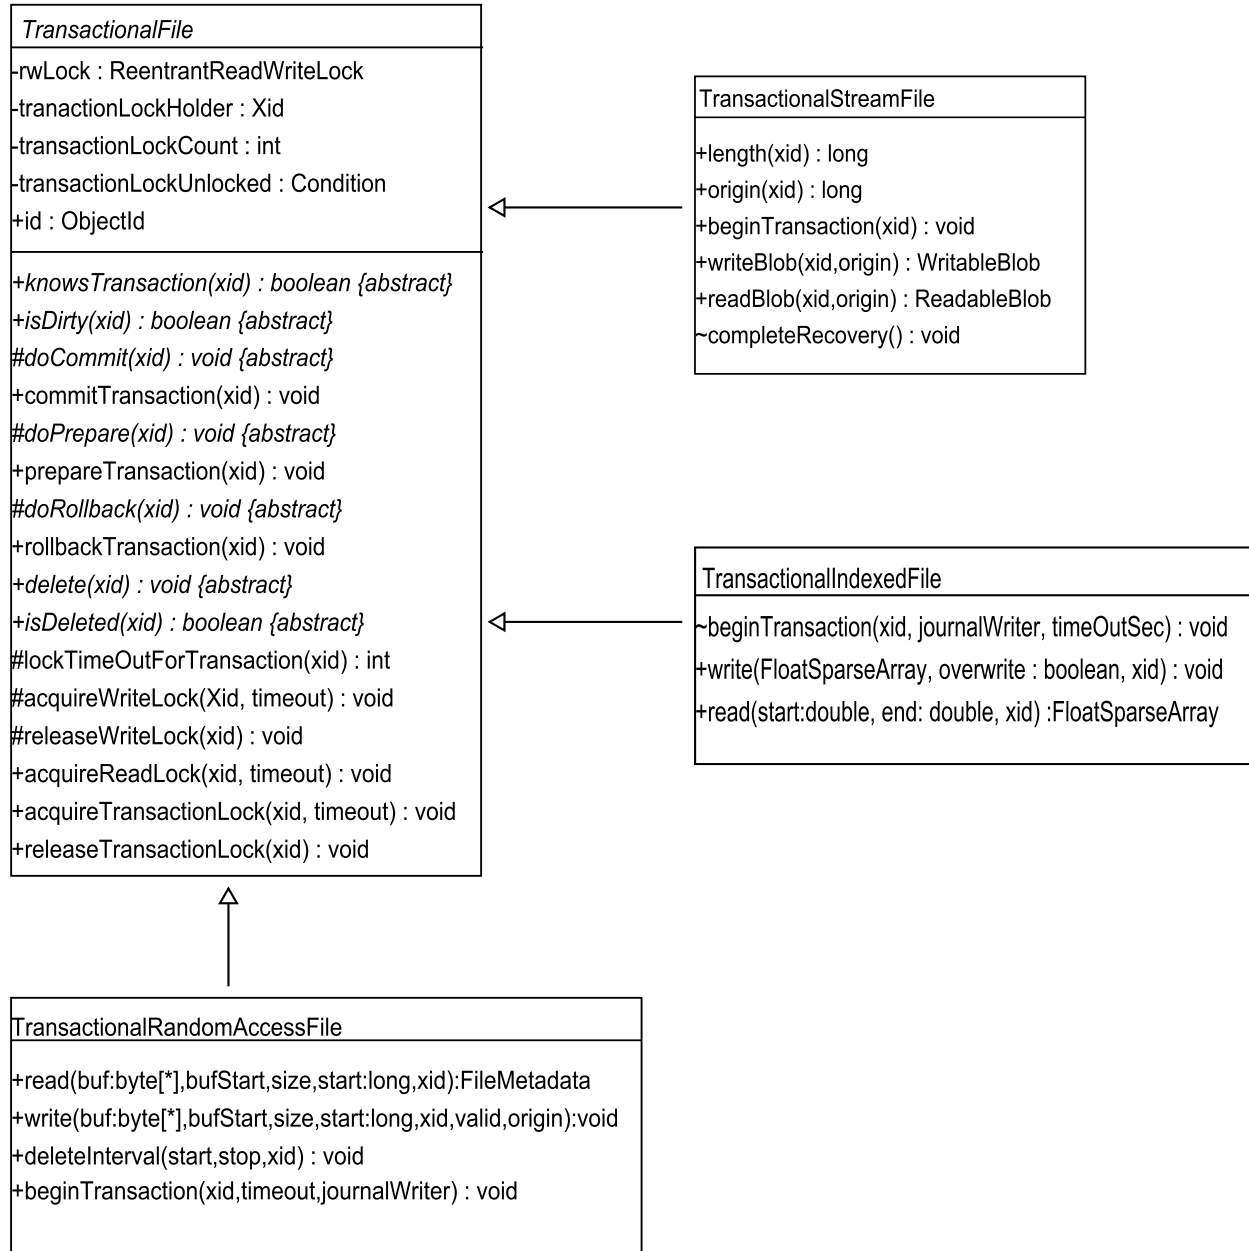 TransactionalFile
-rwLock : ReentrantReadWriteLock
-tranactionLockHolder : Xid
-transactionLockCount : int
-transactionLockUnlocked : Condition
+id : ObjectId
+knowsTransaction(xid) : boolean {abstract}
+isDirty(xid) : boolean {abstract}
#doCommit(xid) : void {abstract}
+commitTransaction(xid) : void
#doPrepare(xid) : void {abstract}
+prepareTransaction(xid) : void
#doRollback(xid) : void {abstract}
+rollbackTransaction(xid) : void
+delete(xid) : void {abstract}
+isDeleted(xid) : boolean {abstract}
#lockTimeOutForTransaction(xid) : int
#acquireWriteLock(Xid, timeout) : void
#releaseWriteLock(xid) : void
+acquireReadLock(xid, timeout) : void
+acquireTransactionLock(xid, timeout) : void
+releaseTransactionLock(xid) : void
TransactionalStreamFile
+length(xid) : long
+origin(xid) : long
+beginTransaction(xid) : void
+writeBlob(xid,origin) : WritableBlob
+readBlob(xid,origin) : ReadableBlob
~completeRecovery() : void
TransactionalIndexedFile
~beginTransaction(xid, journalWriter, timeOutSec) : void
+write(FloatSparseArray, overwrite : boolean, xid) : void
+read(start:double, end: double, xid) :FloatSparseArray
TransactionalRandomAccessFile
+read(buf:byte[*],bufStart,size,start:long,xid):FileMetadata
+write(buf:byte[*],bufStart,size,start:long,xid,valid,origin):void
+deleteInterval(start,stop,xid) : void
+beginTransaction(xid,timeout,journalWriter) : void